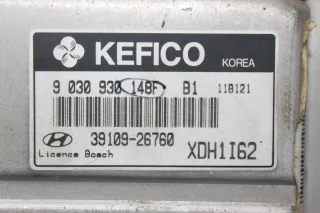 KEFICO KOREA
9 030 930 148F B1 118121
39109-26760 XDH1I62
Licence Bosch